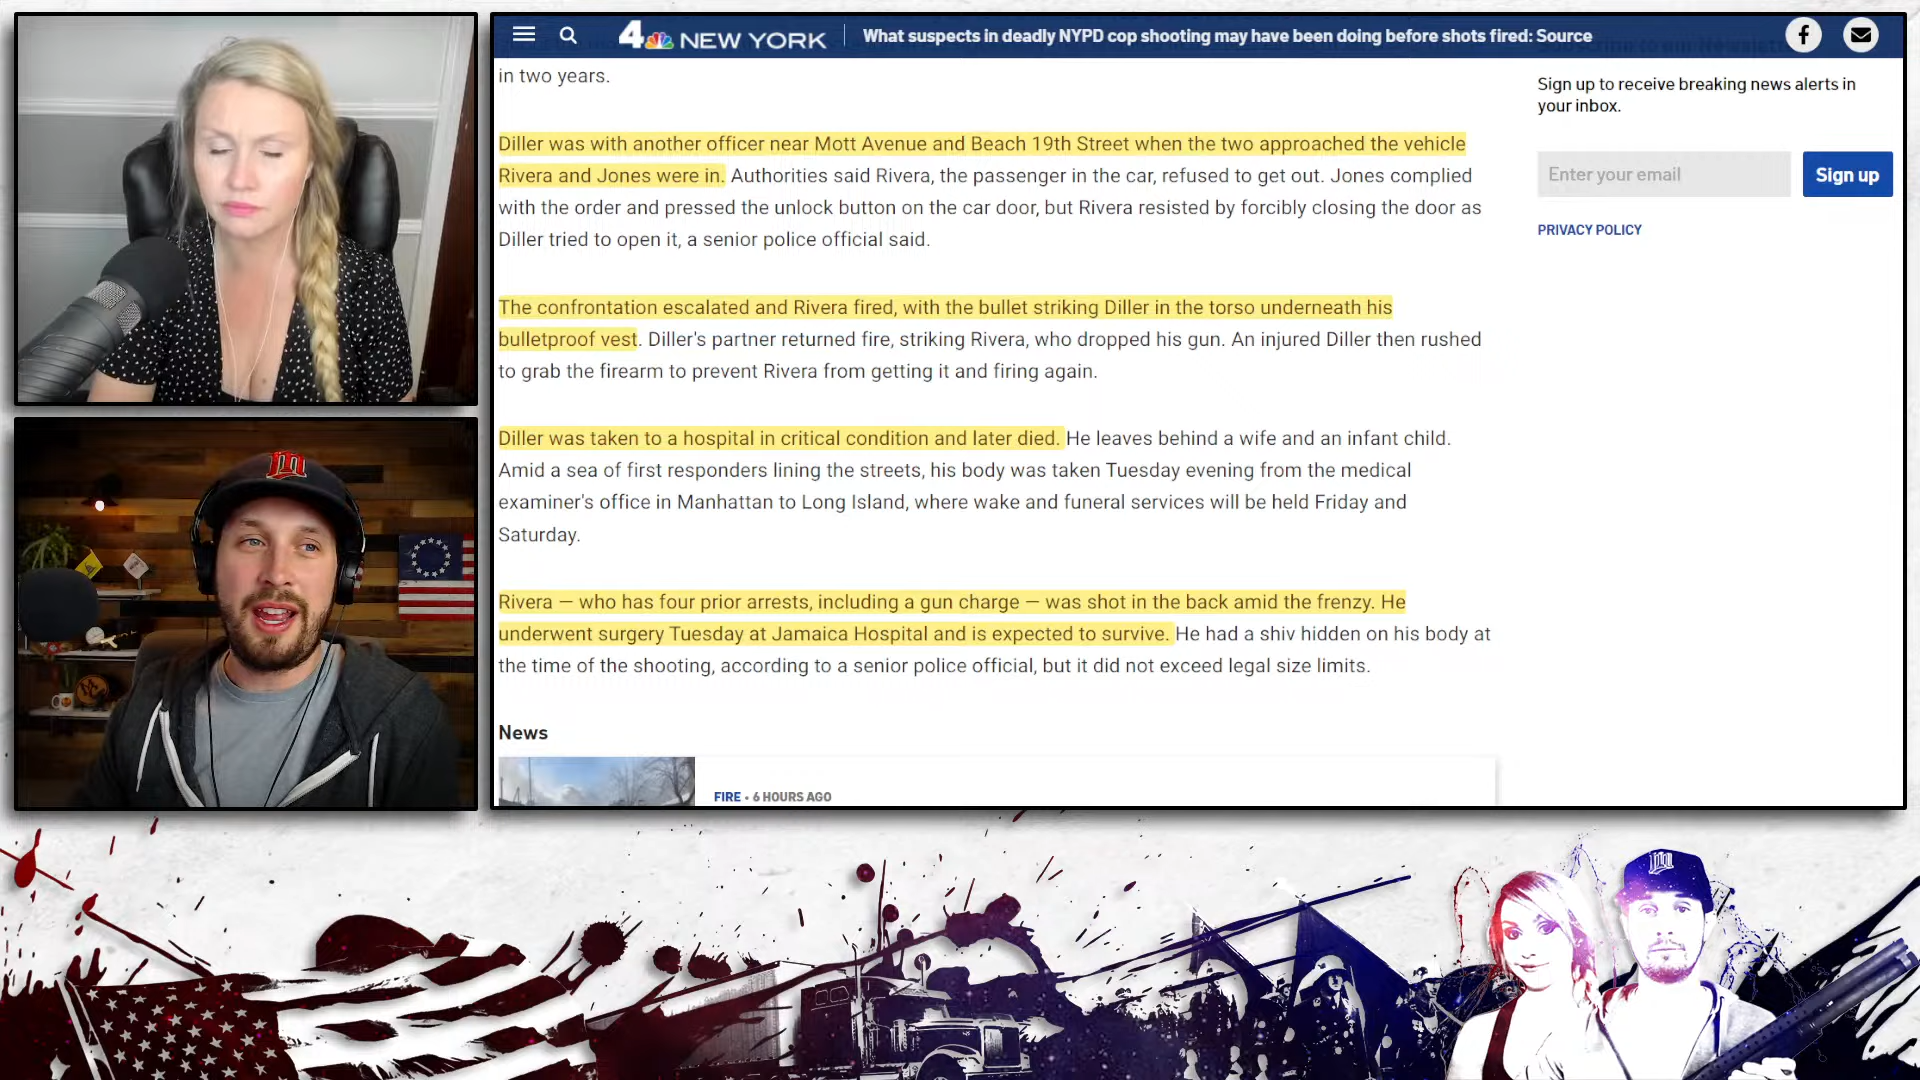 4 NEW YORK
What suspects in deadly NYPD cop shooting may have been doing before shots fired: Source
in two years.
Diller was with another officer near Mott Avenue and Beach 19th Street when the two approached the vehicle
Rivera and Jones were in. Authorities said Rivera, the passenger in the car, refused to get out. Jones complied
with the order and pressed the unlock button on the car door, but Rivera resisted by forcibly closing the door as
Diller tried to open it, a senior police official said.
The confrontation escalated and Rivera fired, with the bullet striking Diller in the torso underneath his
bulletproof vest. Diller's partner returned fire, striking Rivera, who dropped his gun. An injured Diller then rushed
to grab the firearm to prevent Rivera from getting it and firing again.
Diller was taken to a hospital in critical condition and later died. He leaves behind a wife and an infant child.
Amid a sea of first responders lining the streets, his body was taken Tuesday evening from the medical
examiner's office in Manhattan to Long Island, where wake and funeral services will be held Friday and
Saturday.
Rivera — who has four prior arrests, including a gun charge — was shot in the back amid the frenzy. He
underwent surgery Tuesday at Jamaica Hospital and is expected to survive. He had a shiv hidden on his body at
the time of the shooting, according to a senior police official, but it did not exceed legal size limits.
News
FIRE • 6 HOURS AGO
Sign up to receive breaking news alerts in
your inbox.
Enter your email
Sign up
PRIVACY POLICY